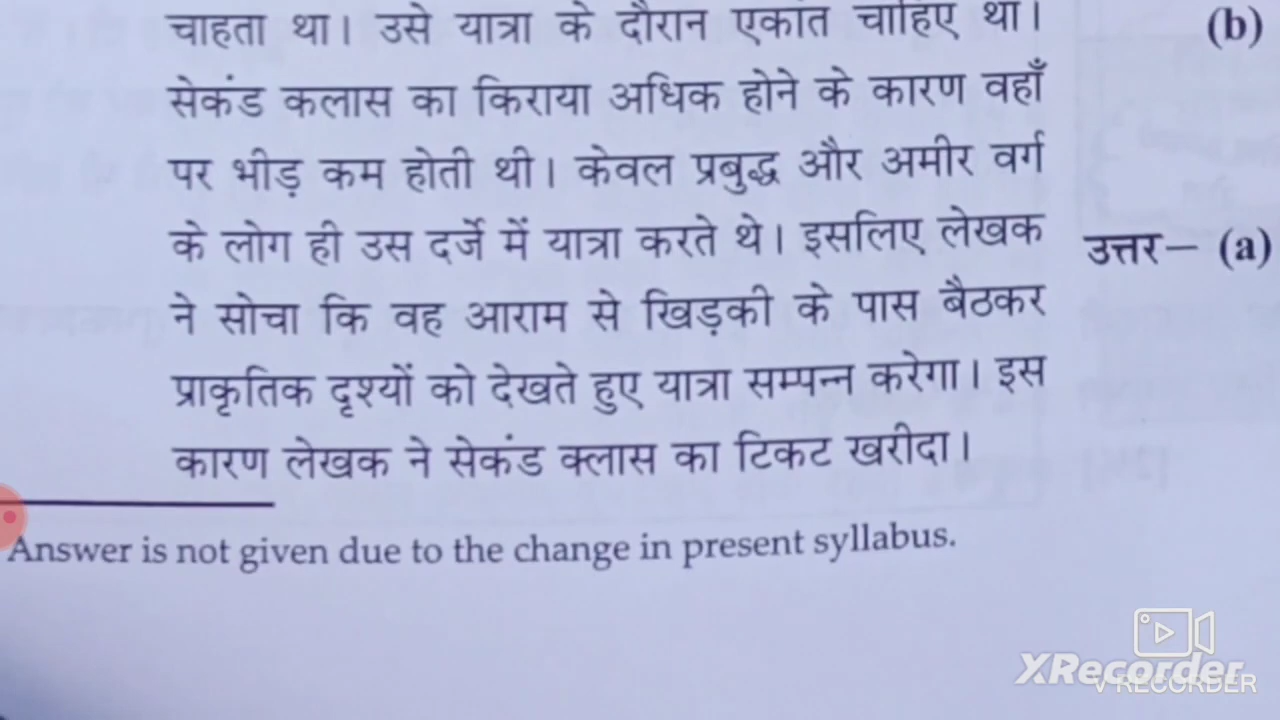 चाहता था। उसे यात्रा के दौरान एकांत चाहिए था।
सेकंड कलास का किराया अधिक होने के कारण वहाँ
पर भीड़ कम होती थी। केवल प्रबुद्ध और अमीर वर्ग
के लोग ही उस दर्जे में यात्रा करते थे। इसलिए लेखक
ने सोचा कि वह आराम से खिड़की के पास बैठकर
प्राकृतिक दृश्यों को देखते हुए यात्रा सम्पन्न करेगा। इस
कारण लेखक ने सेकंड क्लास का टिकट खरीदा।
Answer is not given due to the change in present syllabus.
(b)
उत्तर– (a)
XRecorder
V RECORDER